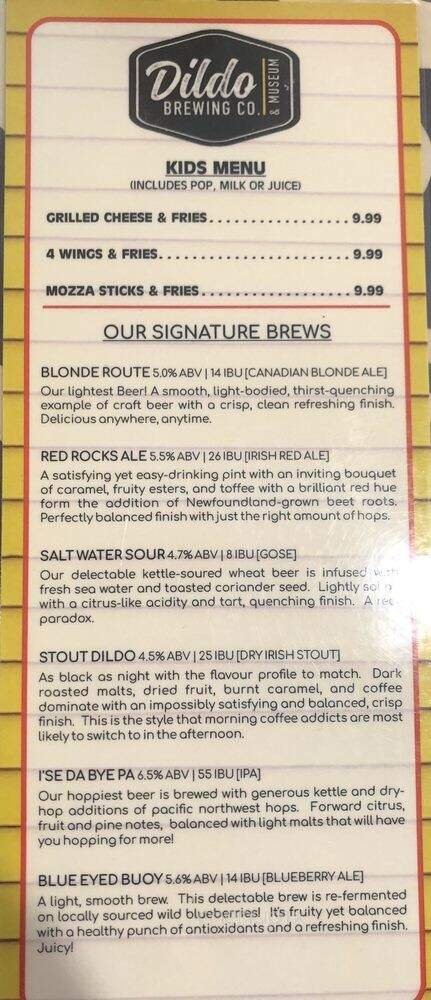 Dildo
BREWING CO.
& MUSEUM
KIDS MENU
(INCLUDES POP, MILK OR JUICE)
GRILLED CHEESE & FRIES.................. 9.99
4 WINGS & FRIES......................... 9.99
MOZZA STICKS & FRIES................... 9.99
OUR SIGNATURE BREWS
BLONDE ROUTE 5.0% ABV | 14 IBU [CANADIAN BLONDE ALE]
Our lightest Beer! A smooth, light-bodied, thirst-quenching
example of craft beer with a crisp, clean refreshing finish.
Delicious anywhere, anytime.
RED ROCKS ALE 5.5% ABV | 26 IBU [IRISH RED ALE]
A satisfying yet easy-drinking pint with an inviting bouquet
of caramel, fruity esters, and toffee with a brilliant red hue
form the addition of Newfoundland-grown beet roots.
Perfectly balanced finish with just the right amount of hops.
SALT WATER SOUR 4.7% ABV | 8 IBU [GOSE]
Our delectable kettle-soured wheat beer is infused with
fresh sea water and toasted coriander seed. Lightly
with a citrus-like acidity and tart, quenching finish. A
paradox.
STOUT DILDO 4.5% ABV | 25 IBU [DRY IRISH STOUT]
As black as night with the flavour profile to match. Dark
roasted malts, dried fruit, burnt caramel, and coffee
dominate with an impossibly satisfying and balanced, crisp
finish. This is the style that morning coffee addicts are most
likely to switch to in the afternoon.
I'SE DA BYE PA 6.5% ABV | 55 IBU [IPA]
Our hoppiest beer is brewed with generous kettle and dry-
hop additions of pacific northwest hops. Forward citrus,
fruit and pine notes, balanced with light malts that will have
you hopping for more!
BLUE EYED BUOY 5.6% ABV | 14 IBU [BLUEBERRY ALE]
A light, smooth brew. This delectable brew is re-fermented
on locally sourced wild blueberries! It's fruity yet balanced
with a healthy punch of antioxidants and a refreshing finish.
Juicy!